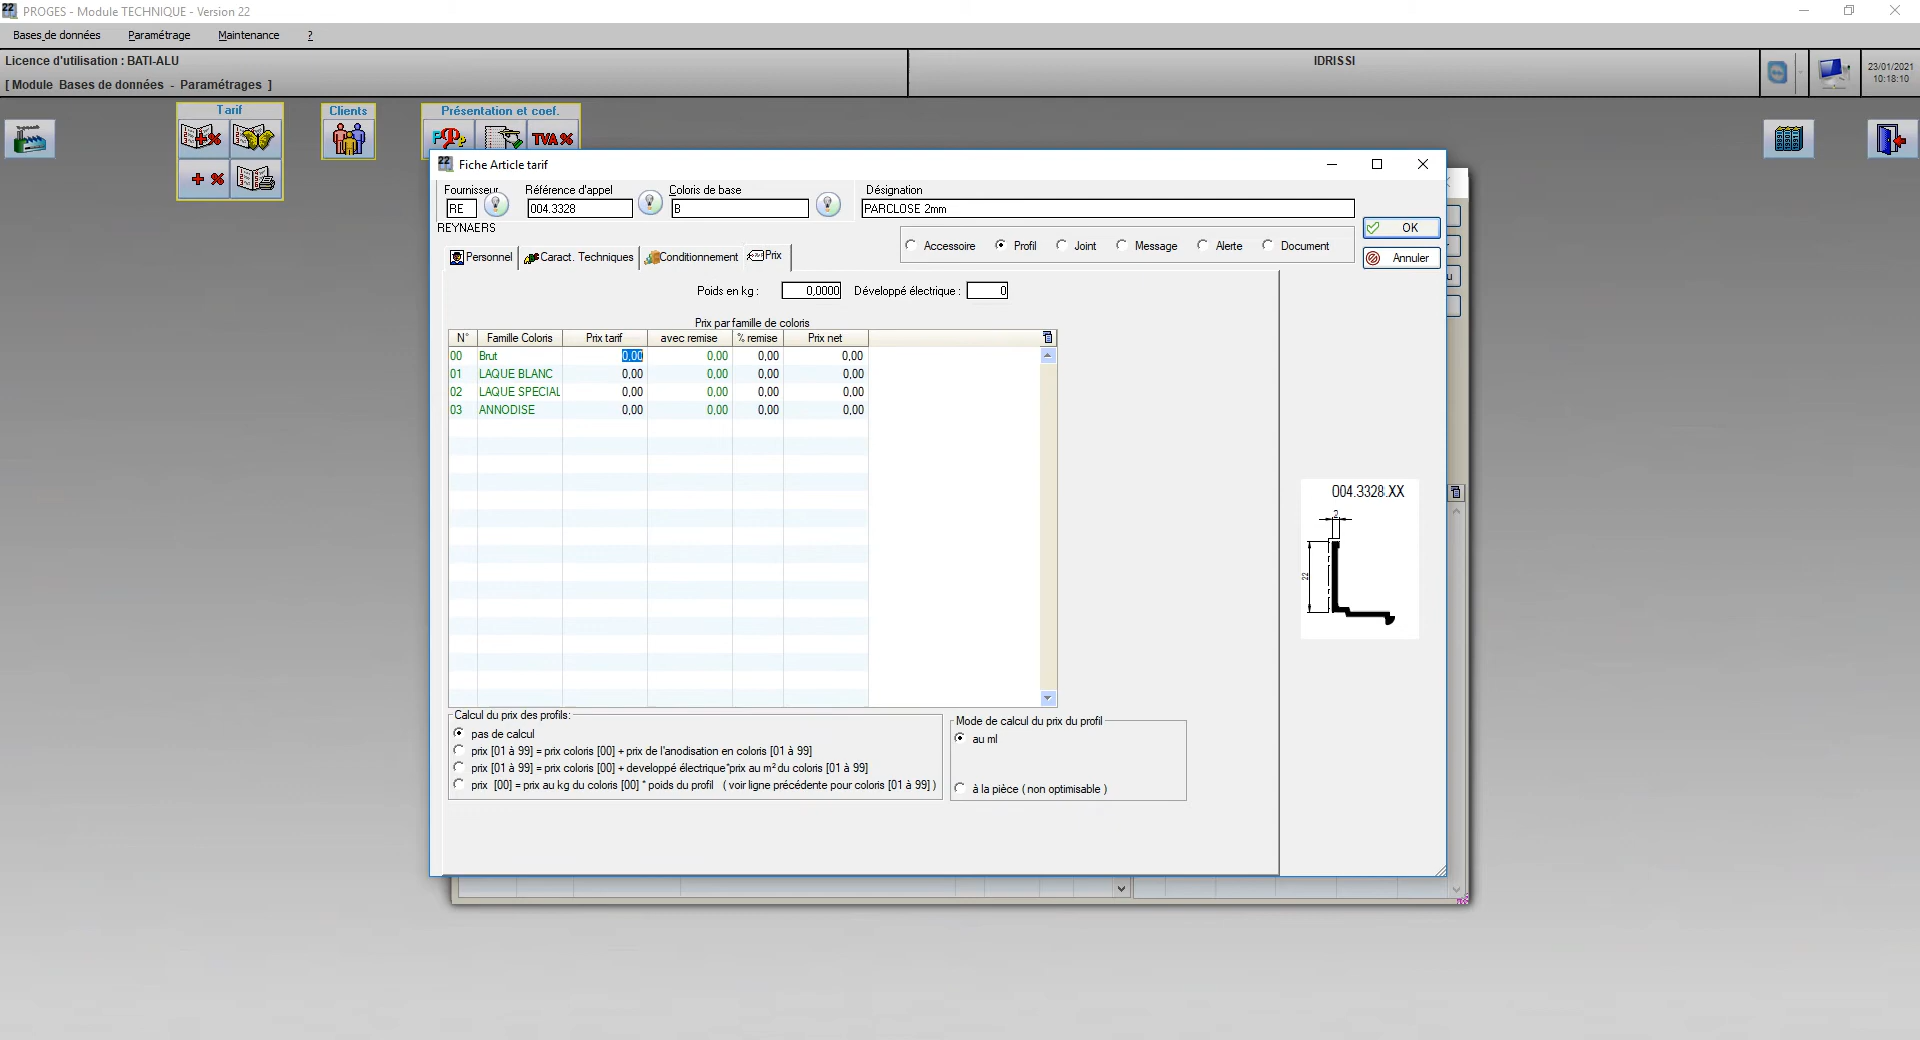 22 PROGES - Module TECHNIQUE - Version 22
Bases de données Paramétrage Maintenance ?
Licence d'utilisation : BATI-ALU
IDRISSI
[ Module Bases de données - Paramétrages ]
23/01/2021
10:18:10
Tarif
Clients
Présentation et coef.
TVA %
22 Fiche Article tarif
Fournisseur Référence d'appel Coloris de base Désignation
RE 004.3328 B PARCLOSE 2mm
REYNAERS
OK
Accessoire Profil Joint Message Alerte Document
Annuler
Personnel Caract. Techniques Conditionnement Prix
Poids en kg : 0,0000 Développé électrique : 0
Prix par famille de coloris
N° Famille Coloris Prix tarif avec remise % remise Prix net
00 Brut 0,00 0,00 0,00 0,00
01 LAQUE BLANC 0,00 0,00 0,00 0,00
02 LAQUE SPECIAL 0,00 0,00 0,00 0,00
03 ANNODISE 0,00 0,00 0,00 0,00
004.3328.XX
2
22
Calcul du prix des profils:
pas de calcul
prix [01 à 99] = prix coloris [00] + prix de l'anodisation en coloris [01 à 99]
prix [01 à 99] = prix coloris [00] + developpé électrique*prix au m² du coloris [01 à 99]
prix [00] = prix au kg du coloris [00] * poids du profil ( voir ligne précédente pour coloris [01 à 99] )
Mode de calcul du prix du profil
au ml
à la pièce ( non optimisable )